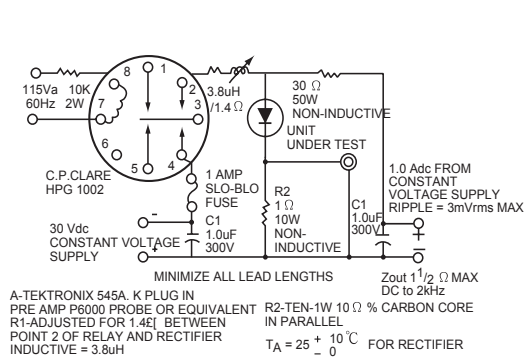 8
1
115Va
60Hz
10K
2W
7
2
3
3.8uH
/1.4 Ω
30 Ω
50W
NON-INDUCTIVE
UNIT
UNDER TEST
6
5
4
C.P.CLARE
HPG 1002
1 AMP
SLO-BLO
FUSE
R2
1 Ω
10W
NON-
INDUCTIVE
C1
1.0uF
300V
1.0 Adc FROM
CONSTANT
VOLTAGE SUPPLY
RIPPLE = 3mVrms MAX
+
–
-
30 Vdc
CONSTANT VOLTAGE
SUPPLY
+
C1
1.0uF
300V
MINIMIZE ALL LEAD LENGTHS
Zout 1 1/2 Ω MAX
DC to 2kHz
A-TEKTRONIX 545A. K PLUG IN
PRE AMP P6000 PROBE OR EQUIVALENT
R1-ADJUSTED FOR 1.4£[ BETWEEN
POINT 2 OF RELAY AND RECTIFIER
INDUCTIVE = 3.8uH
R2-TEN-1W 10 Ω % CARBON CORE
IN PARALLEL
TA = 25 + 10 °C FOR RECTIFIER
– 0